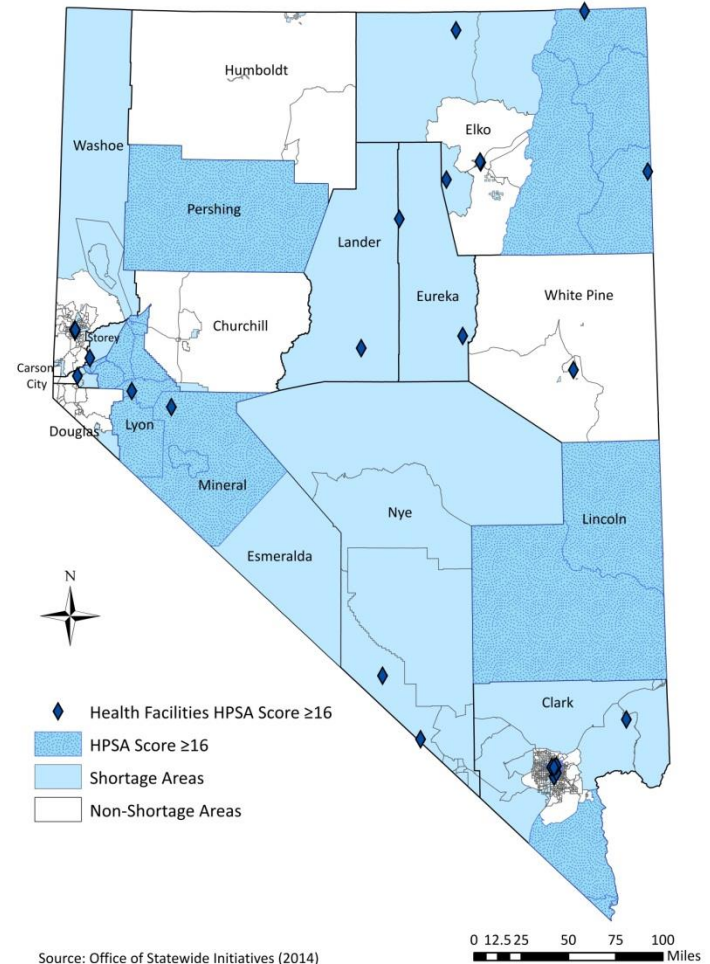 Humboldt
Elko
Washoe
Pershing
Lander
Eureka
White Pine
Churchill
Storey
Carson
City
Douglas
Lyon
Mineral
Nye
Lincoln
Esmeralda
N
Clark
Health Facilities HPSA Score ≥16
HPSA Score ≥16
Shortage Areas
Non-Shortage Areas
0 12.5 25 50 75 100
Miles
Source: Office of Statewide Initiatives (2014)